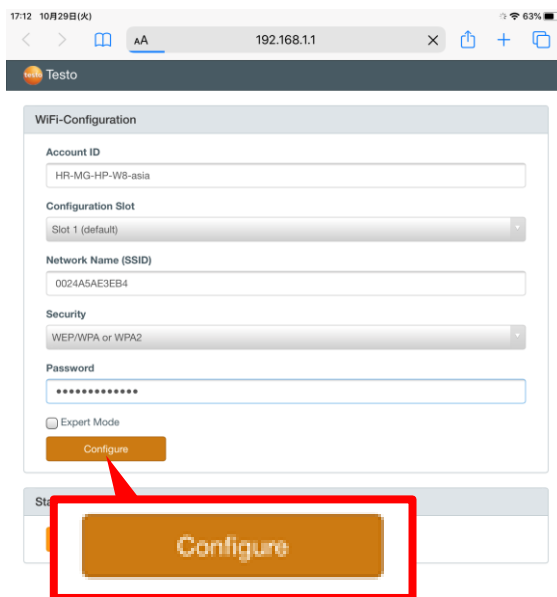 17:12 10月29日(火) 63%
AA 192.168.1.1
testo Testo
WiFi-Configuration
Account ID
HR-MG-HP-W8-asia
Configuration Slot
Slot 1 (default)
Network Name (SSID)
0024A5AE3EB4
Security
WEP/WPA or WPA2
Password
•••••••••••••
Expert Mode
Configure
Sta
Configure